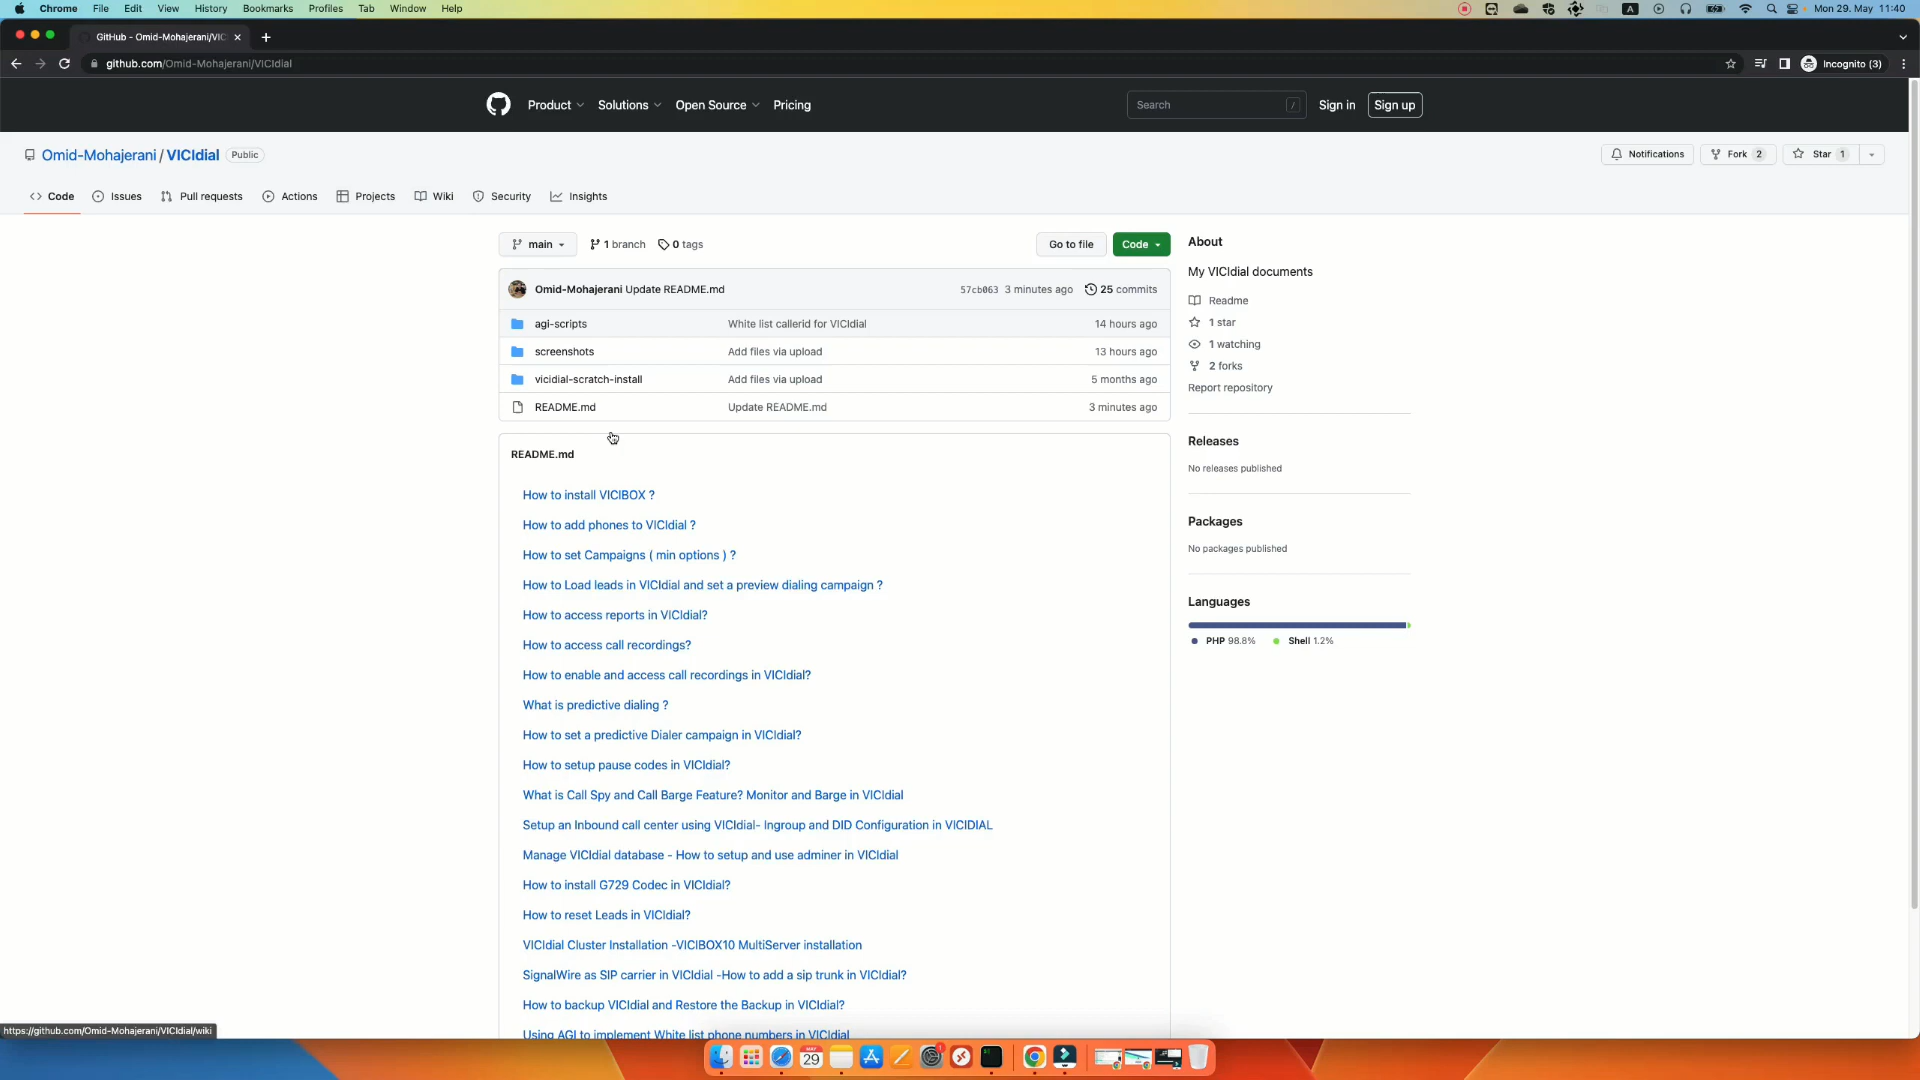 Chrome File Edit View History Bookmarks Profiles Tab Window Help
A
Mon 29. May 11:40
GitHub - Omid-Mohajerani/VIC
github.com/Omid-Mohajerani/VICIdial
Incognito (3)
Product Solutions Open Source Pricing
Search /
Sign in
Sign up
Omid-Mohajerani / VICIdial Public
Notifications
Fork 2
Star 1
Code Issues Pull requests Actions Projects Wiki Security Insights
main 1 branch 0 tags
Go to file
Code
Omid-Mohajerani Update README.md 57cb063 3 minutes ago 25 commits
agi-scripts White list callerid for VICIdial 14 hours ago
screenshots Add files via upload 13 hours ago
vicidial-scratch-install Add files via upload 5 months ago
README.md Update README.md 3 minutes ago
README.md
How to install VICIBOX ?
How to add phones to VICIdial ?
How to set Campaigns ( min options ) ?
How to Load leads in VICIdial and set a preview dialing campaign ?
How to access reports in VICIdial?
How to access call recordings?
How to enable and access call recordings in VICIdial?
What is predictive dialing ?
How to set a predictive Dialer campaign in VICIdial?
How to setup pause codes in VICIdial?
What is Call Spy and Call Barge Feature? Monitor and Barge in VICIdial
Setup an Inbound call center using VICIdial- Ingroup and DID Configuration in VICIDIAL
Manage VICIdial database - How to setup and use adminer in VICIdial
How to install G729 Codec in VICIdial?
How to reset Leads in VICIdial?
VICIdial Cluster Installation -VICIBOX10 MultiServer installation
SignalWire as SIP carrier in VICIdial -How to add a sip trunk in VICIdial?
How to backup VICIdial and Restore the Backup in VICIdial?
Using AGI to implement White list phone numbers in VICIdial
About
My VICIdial documents
Readme
1 star
1 watching
2 forks
Report repository
Releases
No releases published
Packages
No packages published
Languages
PHP 98.8% Shell 1.2%
https://github.com/Omid-Mohajerani/VICIdial/wiki
29
1